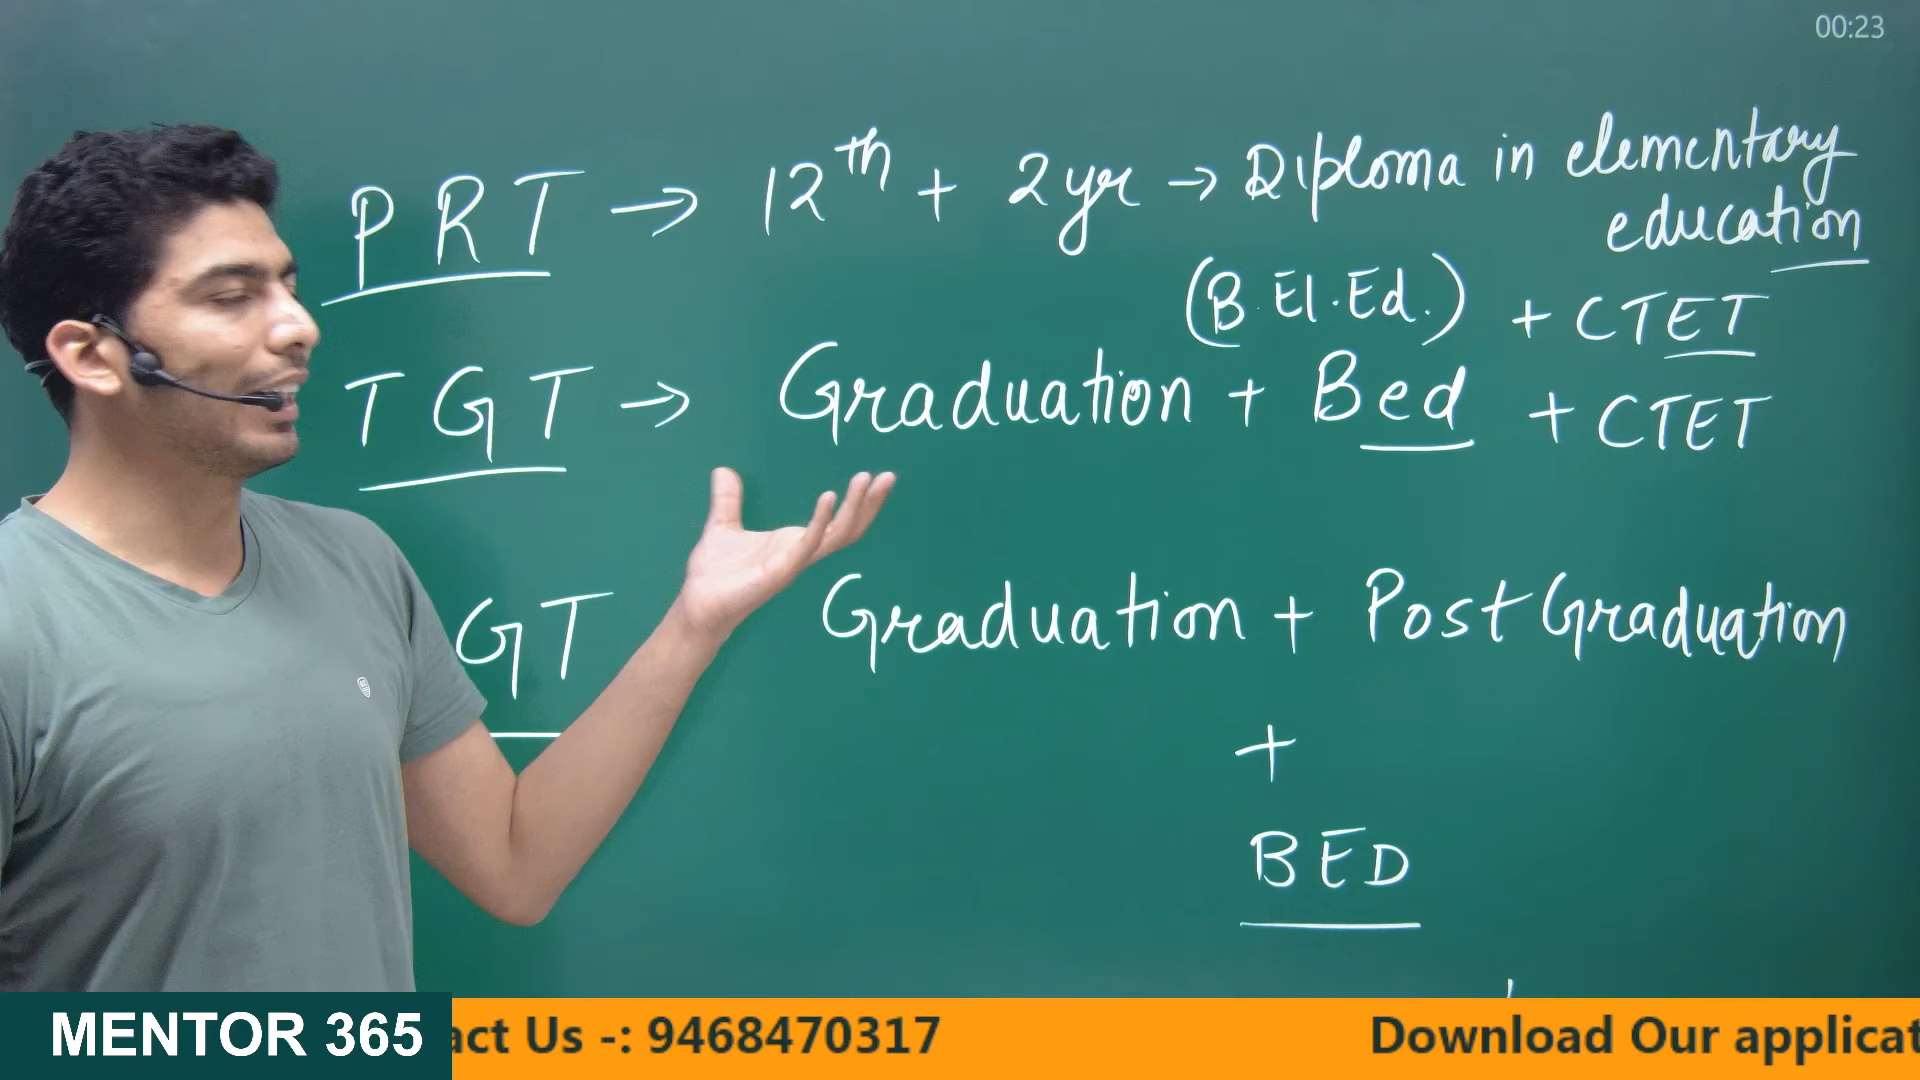 00:23
PRT → 12th + 2yr → Diploma in elementary
education
(B.El.Ed.) + CTET
TGT → Graduation + Bed + CTET
GT Graduation + Post Graduation
+
BED
MENTOR 365
act Us -: 9468470317 Download Our applicat